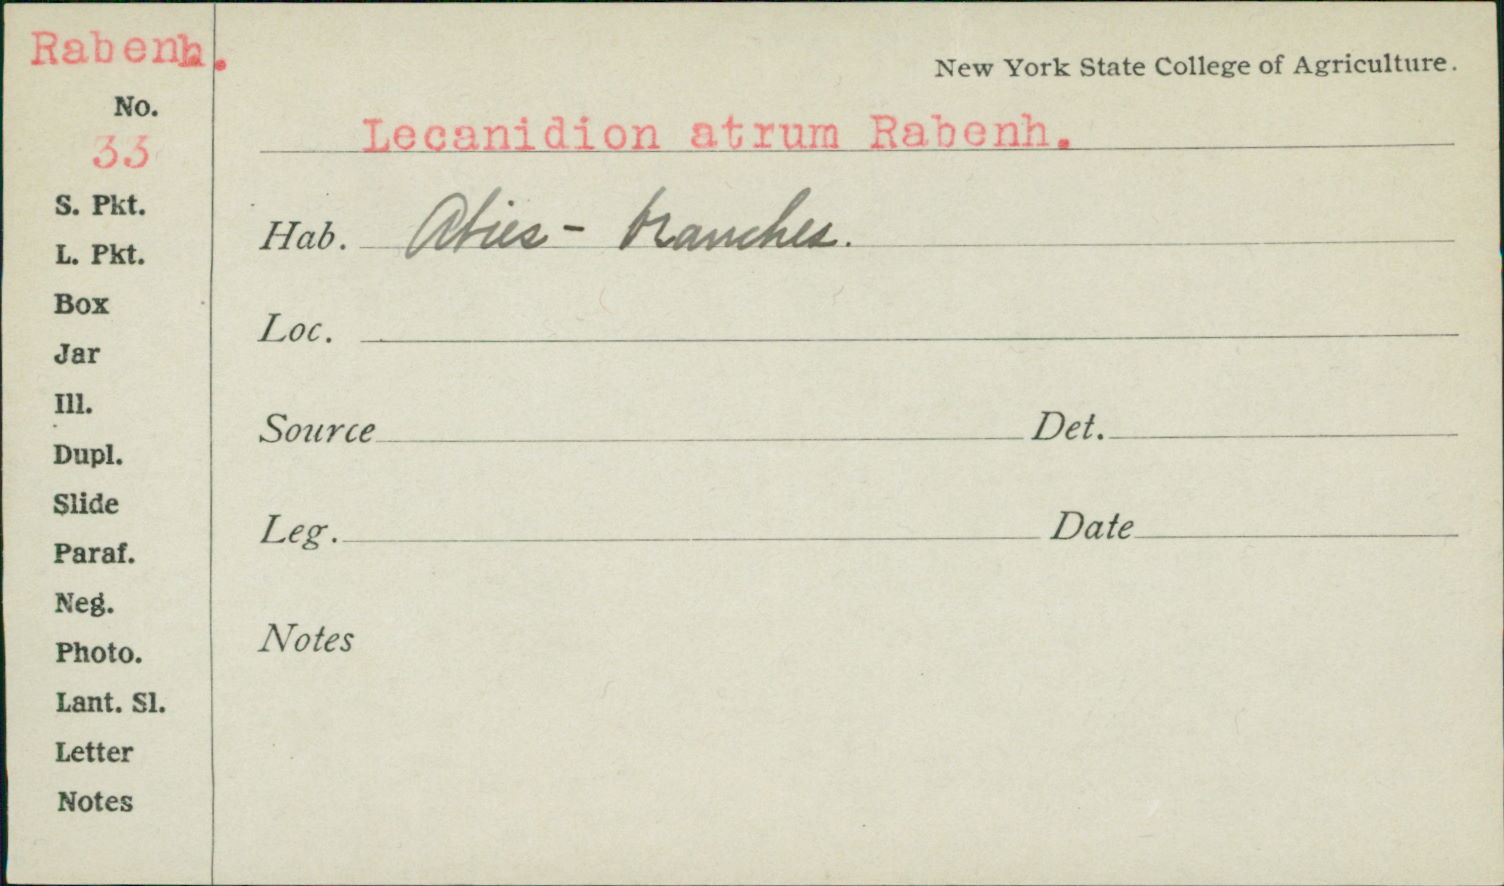 Rabenh.
New York State College of Agriculture.
No.
33
Lecanidion atrum Rabenh.
S. Pkt.
Hab. Abies - branches.
L. Pkt.
Box
Loc.
Jar
Ill.
Source Det.
Dupl.
Slide
Leg. Date
Paraf.
Neg.
Notes
Photo.
Lant. Sl.
Letter
Notes